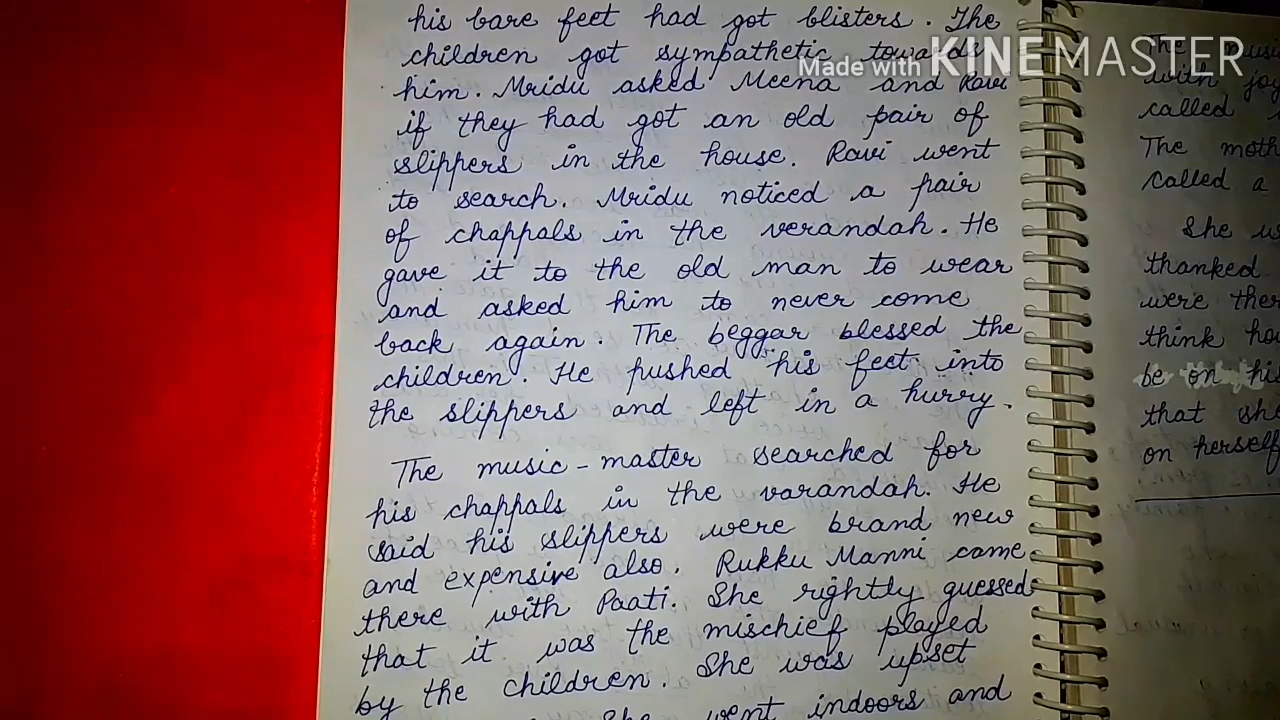 his bare feet had got blisters. The
children got sympathetic towards
him. Mridu asked Meena and Ravi
if they had got an old pair of
slippers in the house. Ravi went
to search. Mridu noticed a pair
of chappals in the verandah. He
gave it to the old man to wear
and asked him to never come
back again. The beggar blessed the
children. He pushed his feet into
the slippers and left in a hurry.
The music-master searched for
his chappals in the varandah. He
said his slippers were brand new
and expensive also. Rukku Manni came
there with Paati. She rightly guessed
that it was the mischief played
by the children. She was upset
She went indoors and
Made with KINEMASTER
The
with
called
The
called a
She
thanked
were
think
be on his
that she
on herself